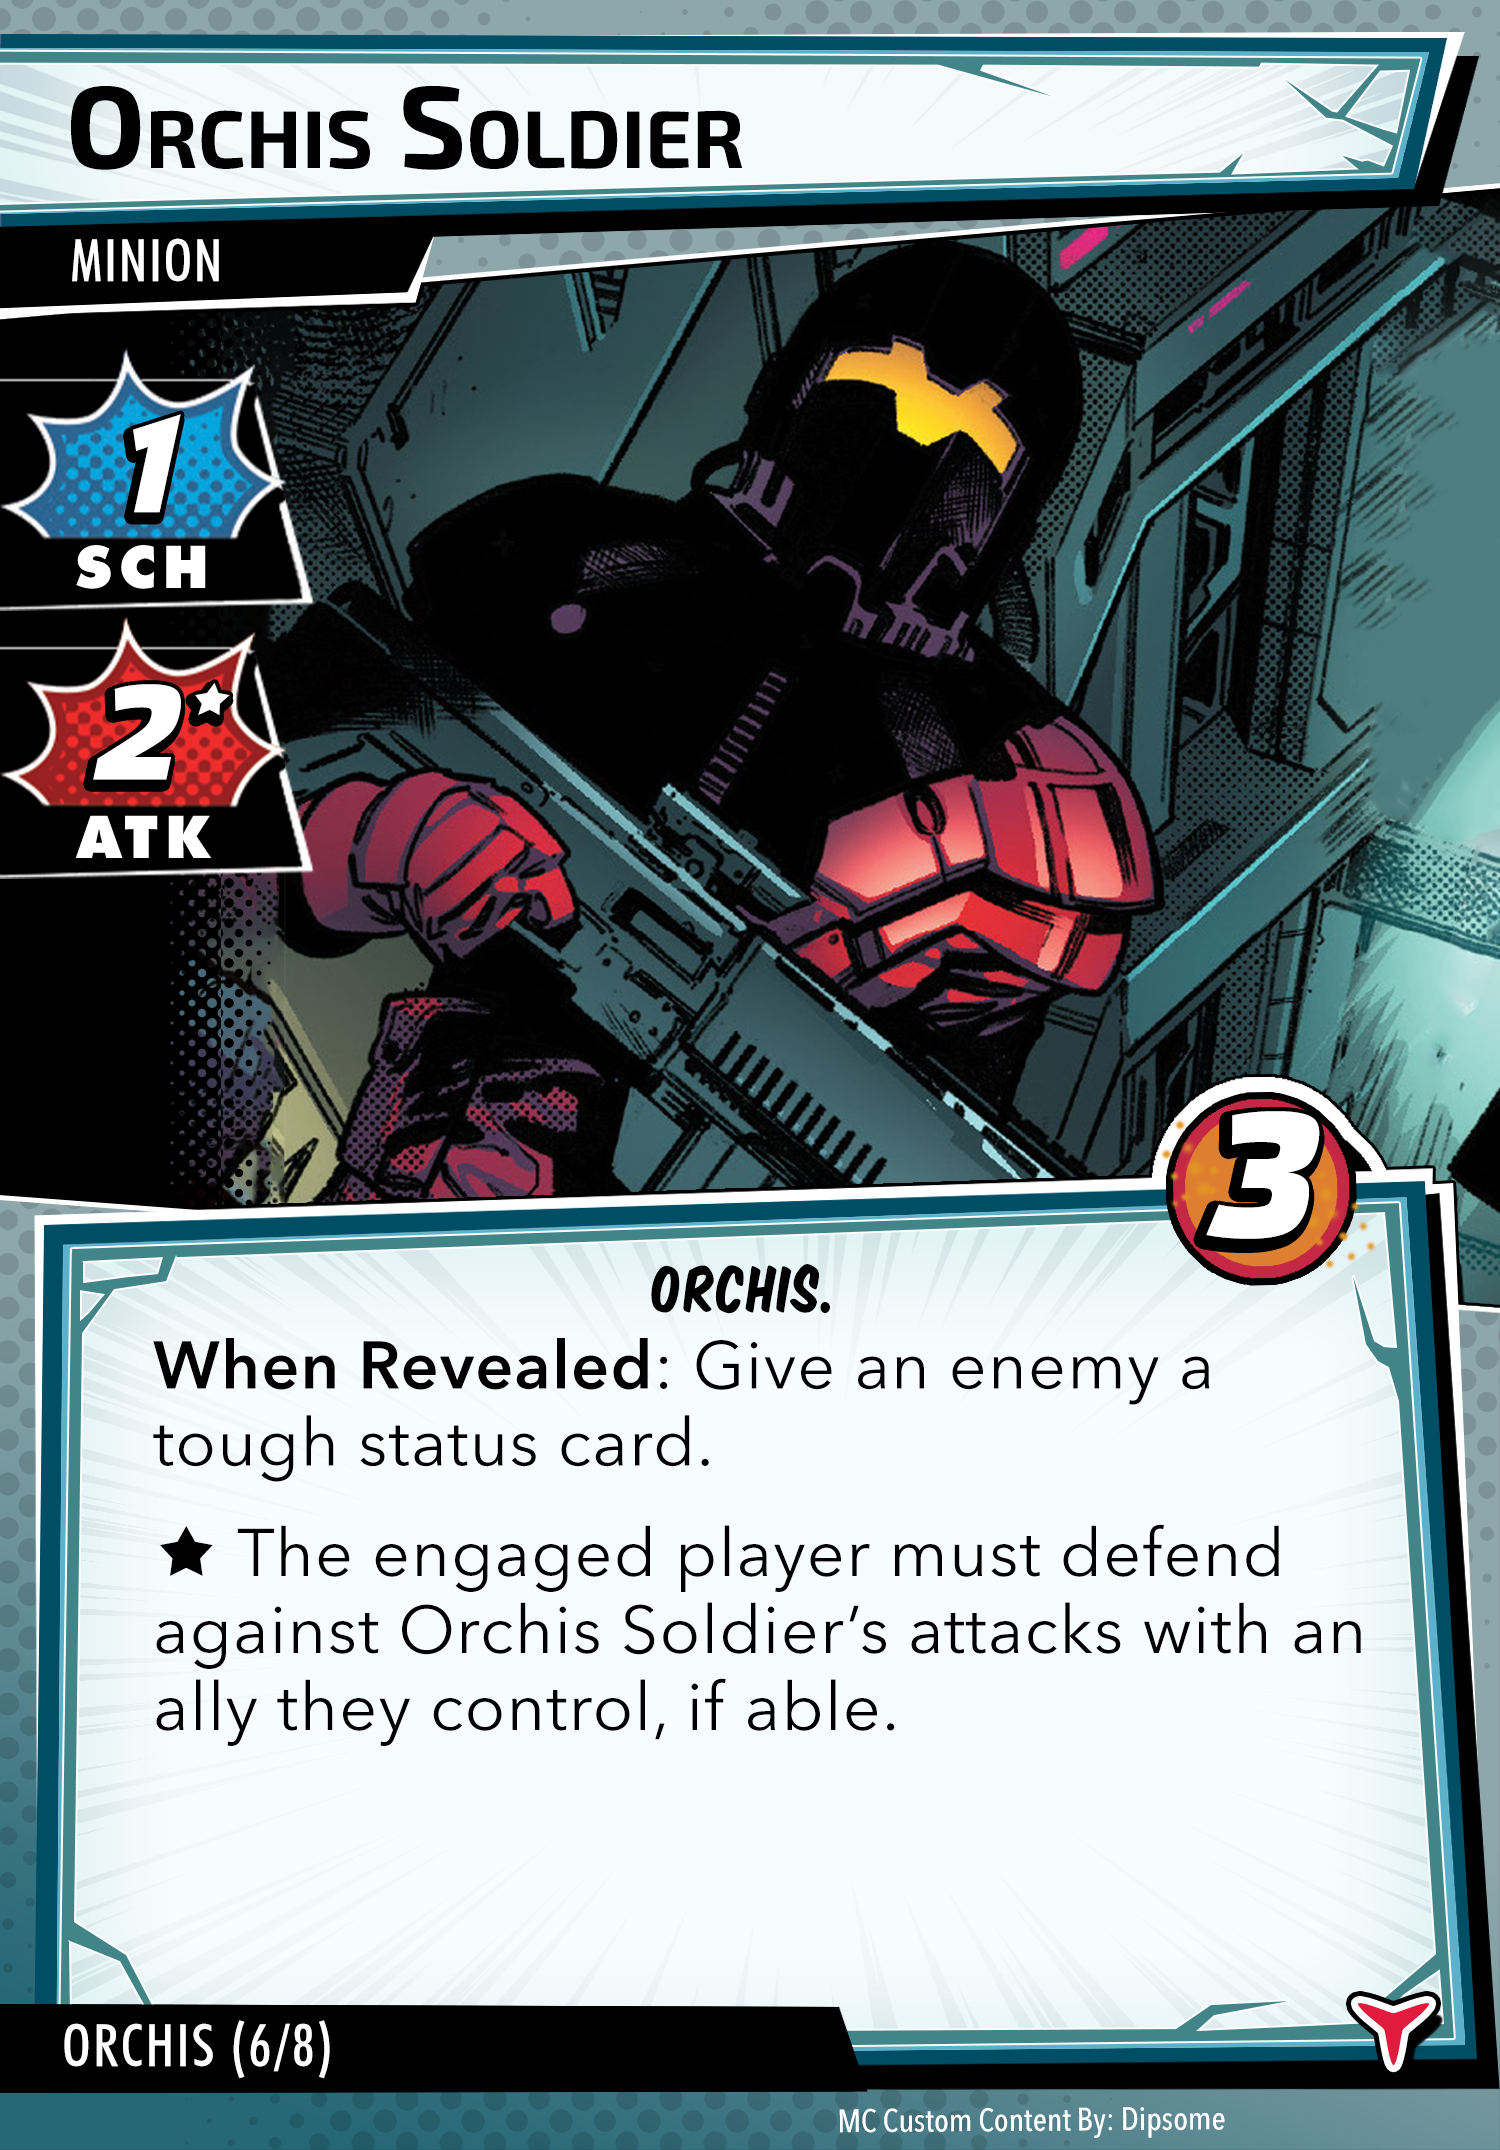 Orchis Soldier
MINION
1
SCH
2★
ATK
3
ORCHIS.
When Revealed: Give an enemy a
tough status card.
★ The engaged player must defend
against Orchis Soldier’s attacks with an
ally they control, if able.
ORCHIS (6/8)
MC Custom Content By: Dipsome